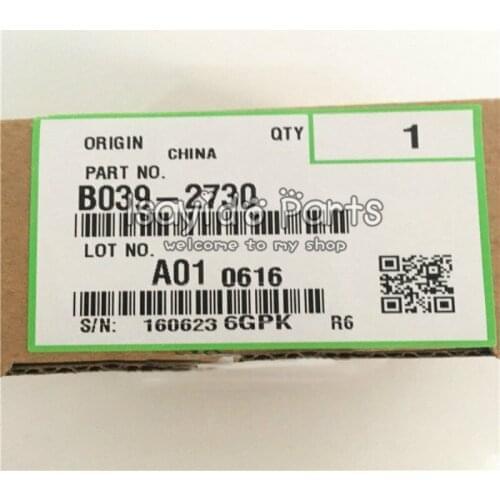 ORIGIN CHINA QTY 1
PART NO.
B039-2730
Isayido Parts
LOT NO.
welcome to my shop
A01 0616
S/N: 160623 6GPK R6